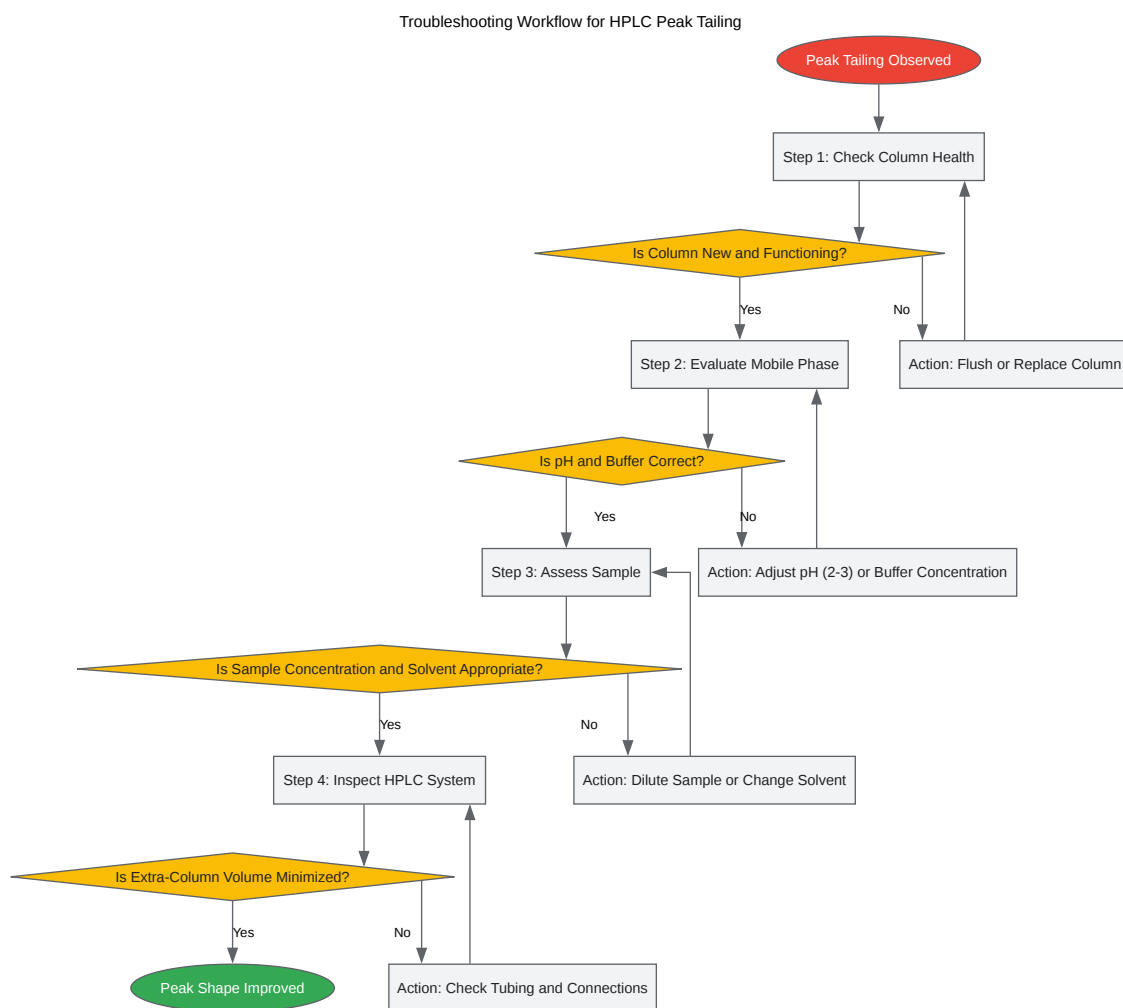 Troubleshooting Workflow for HPLC Peak Tailing
Peak Tailing Observed
Step 1: Check Column Health
Is Column New and Functioning?
Yes
No
Step 2: Evaluate Mobile Phase
Action: Flush or Replace Column
Is pH and Buffer Correct?
Yes
No
Step 3: Assess Sample
Action: Adjust pH (2-3) or Buffer Concentration
Is Sample Concentration and Solvent Appropriate?
Yes
No
Step 4: Inspect HPLC System
Action: Dilute Sample or Change Solvent
Is Extra-Column Volume Minimized?
Yes
No
Peak Shape Improved
Action: Check Tubing and Connections